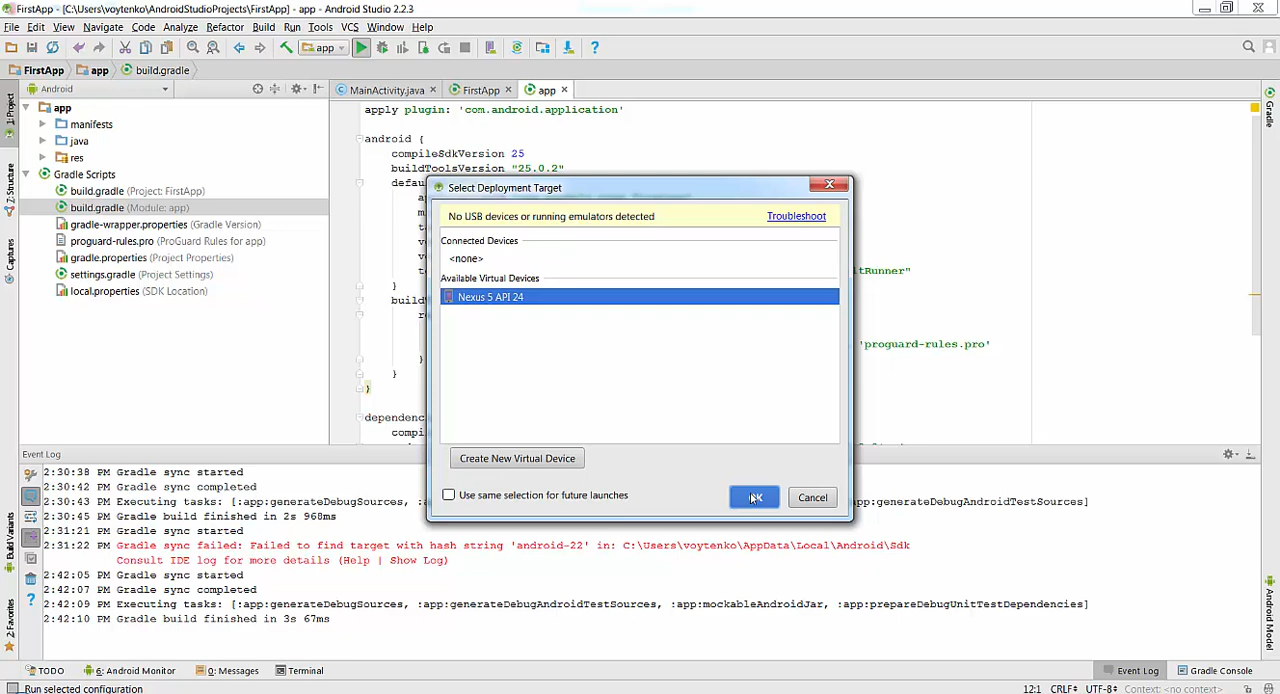 FirstApp - [C:\Users\voytenko\AndroidStudioProjects\FirstApp] - app - Android Studio 2.2.3
File Edit View Navigate Code Analyze Refactor Build Run Tools VCS Window Help
app
FirstApp app build.gradle
1: Project
Android
MainActivity.java FirstApp app
Gradle
app
manifests
java
res
Gradle Scripts
build.gradle (Project: FirstApp)
build.gradle (Module: app)
gradle-wrapper.properties (Gradle Version)
proguard-rules.pro (ProGuard Rules for app)
gradle.properties (Project Properties)
settings.gradle (Project Settings)
local.properties (SDK Location)
7: Structure
Captures
apply plugin: 'com.android.application'
android {
compileSdkVersion 25
buildToolsVersion "25.0.2"
}
'proguard-rules.pro'
}
}
}
Select Deployment Target
No USB devices or running emulators detected Troubleshoot
Connected Devices
<none>
Available Virtual Devices
Nexus 5 API 24
Create New Virtual Device
Use same selection for future launches
OK Cancel
Event Log
2:30:38 PM Gradle sync started
2:30:42 PM Gradle sync completed
2:30:43 PM Executing tasks: [:app:generateDebugSources,
2:30:45 PM Gradle build finished in 2s 968ms
2:31:21 PM Gradle sync started
2:31:22 PM Gradle sync failed: Failed to find target with hash string 'android-22' in: C:\Users\voytenko\AppData\Local\Android\Sdk
Consult IDE log for more details (Help | Show Log)
2:42:05 PM Gradle sync started
2:42:07 PM Gradle sync completed
2:42:09 PM Executing tasks: [:app:generateDebugSources, :app:generateDebugAndroidTestSources, :app:mockableAndroidJar, :app:prepareDebugUnitTestDependencies]
2:42:10 PM Gradle build finished in 3s 67ms
Build Variants
2: Favorites
Android Model
TODO 6: Android Monitor 0: Messages Terminal Event Log Gradle Console
Run selected configuration 12:1 CRLF UTF-8 Context: <no context>